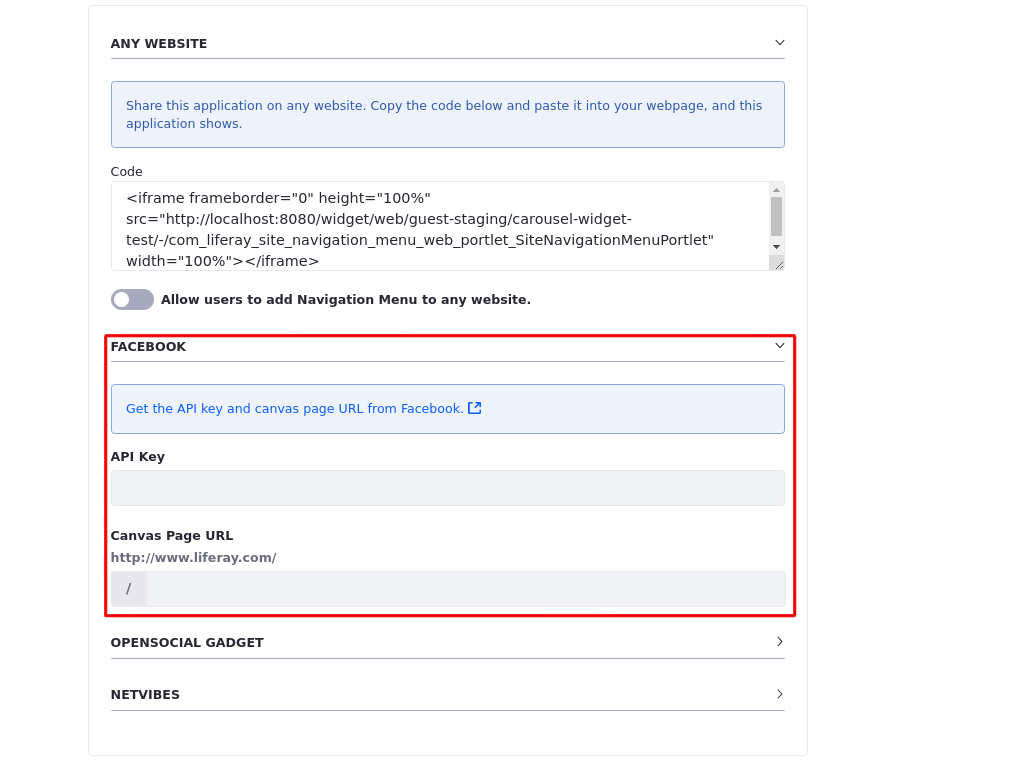 ANY WEBSITE
Share this application on any website. Copy the code below and paste it into your webpage, and this
application shows.
Code
<iframe frameborder="0" height="100%"
src="http://localhost:8080/widget/web/guest-staging/carousel-widget-
test/-/com_liferay_site_navigation_menu_web_portlet_SiteNavigationMenuPortlet"
width="100%"></iframe>
Allow users to add Navigation Menu to any website.
FACEBOOK
Get the API key and canvas page URL from Facebook.
API Key
Canvas Page URL
http://www.liferay.com/
/
OPENSOCIAL GADGET
NETVIBES